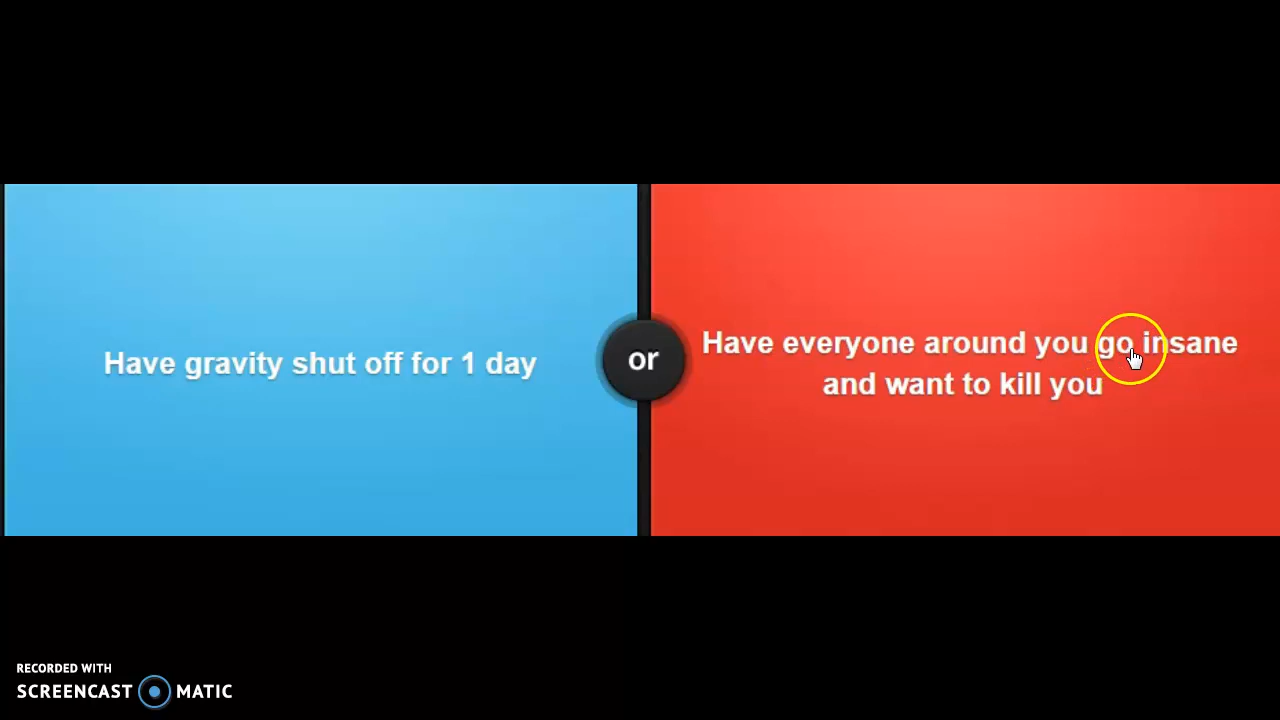 Have gravity shut off for 1 day
or
Have everyone around you go insane
and want to kill you
RECORDED WITH
SCREENCAST MATIC